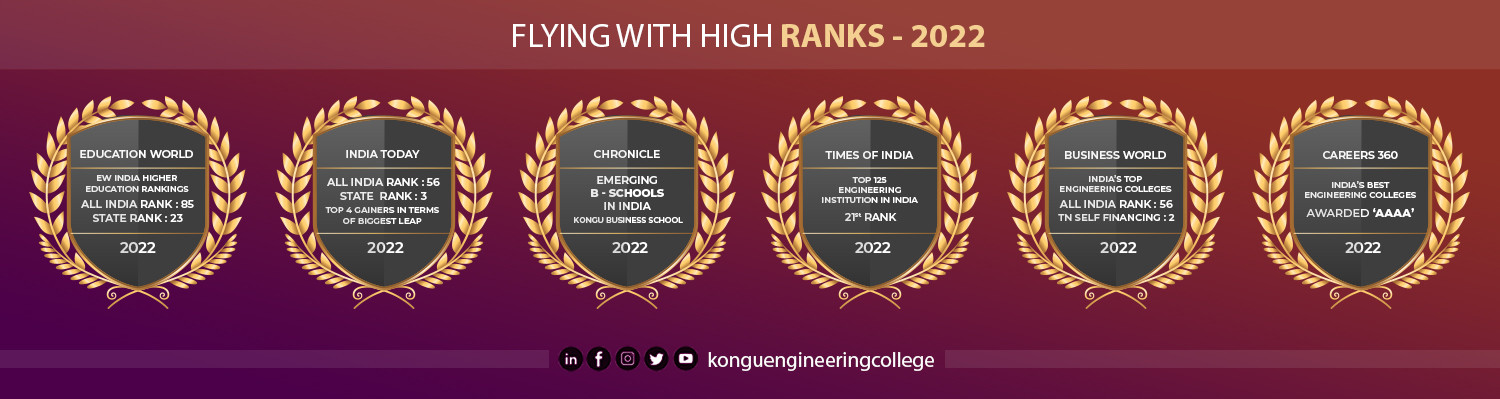 FLYING WITH HIGH RANKS - 2022
EDUCATION WORLD
EW INDIA HIGHER
EDUCATION RANKINGS
ALL INDIA RANK : 85
STATE RANK : 23
2022
INDIA TODAY
ALL INDIA RANK : 56
STATE RANK : 3
TOP 4 GAINERS IN TERMS
OF BIGGEST LEAP
2022
CHRONICLE
EMERGING
B - SCHOOLS
IN INDIA
KONGU BUSINESS SCHOOL
2022
TIMES OF INDIA
TOP 125
ENGINEERING
INSTITUTION IN INDIA
21st RANK
2022
BUSINESS WORLD
INDIA'S TOP
ENGINEERING COLLEGES
ALL INDIA RANK : 56
TN SELF FINANCING : 2
2022
CAREERS 360
INDIA'S BEST
ENGINEERING COLLEGES
AWARDED ‘AAAA’
2022
konguengineeringcollege